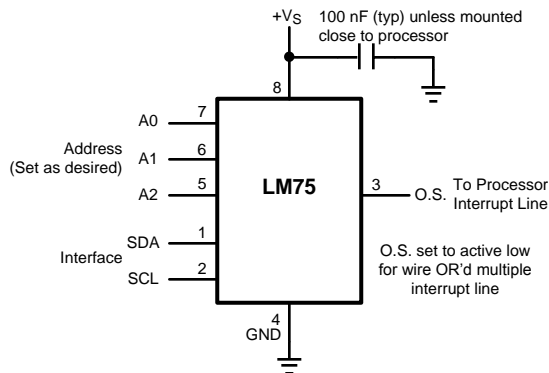 +VS
100 nF (typ) unless mounted
close to processor
8
A0
7
Address
(Set as desired)
A1
6
A2
5
LM75
3
O.S.
To Processor
Interrupt Line
Interface
SDA
1
SCL
2
O.S. set to active low
for wire OR'd multiple
interrupt line
4
GND